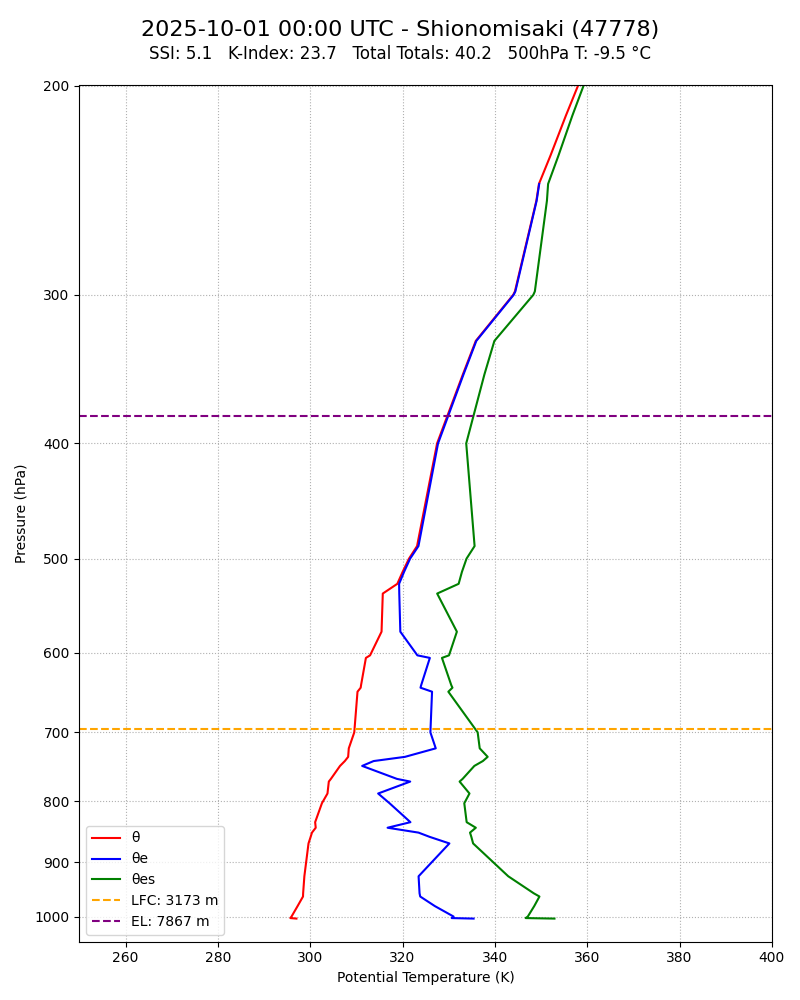 2025-10-01 00:00 UTC - Shionomisaki (47778)
SSI: 5.1   K-Index: 23.7   Total Totals: 40.2   500hPa T: -9.5 °C
200
300
400
500
600
700
800
900
1000
Pressure (hPa)
θ
θe
θes
LFC: 3173 m
EL: 7867 m
260 280 300 320 340 360 380 400
Potential Temperature (K)